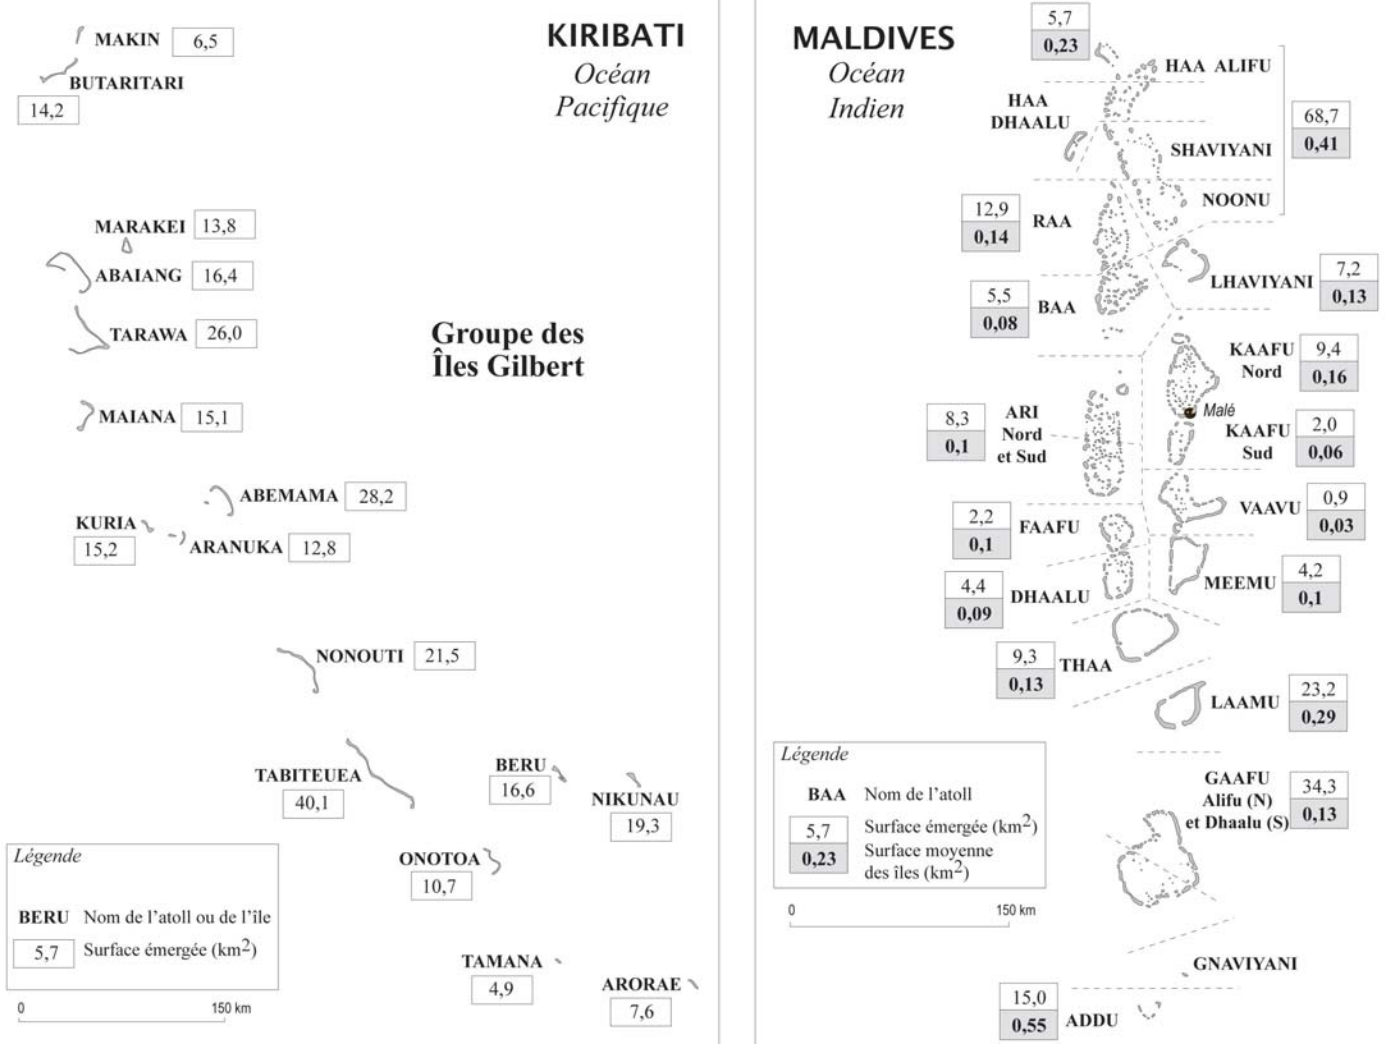 KIRIBATI
Océan
Pacifique
MAKIN 6,5
BUTARITARI
14,2
MARAKEI 13,8
ABAIANG 16,4
TARAWA 26,0
Groupe des
Îles Gilbert
MAIANA 15,1
ABEMAMA 28,2
KURIA
15,2
ARANUKA 12,8
NONOUTI 21,5
TABITEUEA
40,1
BERU
16,6
NIKUNAU
19,3
ONOTOA
10,7
TAMANA
4,9
ARORAE
7,6
Légende
BERU Nom de l'atoll ou de l'île
5,7 Surface émergée (km2)
0 150 km
MALDIVES
Océan
Indien
5,7
0,23
HAA ALIFU
HAA
DHAALU
68,7
0,41
SHAVIYANI
NOONU
12,9
0,14
RAA
LHAVIYANI
7,2
0,13
5,5
0,08
BAA
KAAFU
Nord
9,4
0,16
Malé
KAAFU
Sud
2,0
0,06
8,3
0,1
ARI
Nord
et Sud
VAAVU
0,9
0,03
2,2
0,1
FAAFU
MEEMU
4,2
0,1
4,4
0,09
DHAALU
9,3
0,13
THAA
LAAMU
23,2
0,29
GAAFU
Alifu (N)
et Dhaalu (S)
34,3
0,13
GNAVIYANI
15,0
0,55
ADDU
Légende
BAA Nom de l'atoll
5,7 Surface émergée (km2)
0,23 Surface moyenne
des îles (km2)
0 150 km